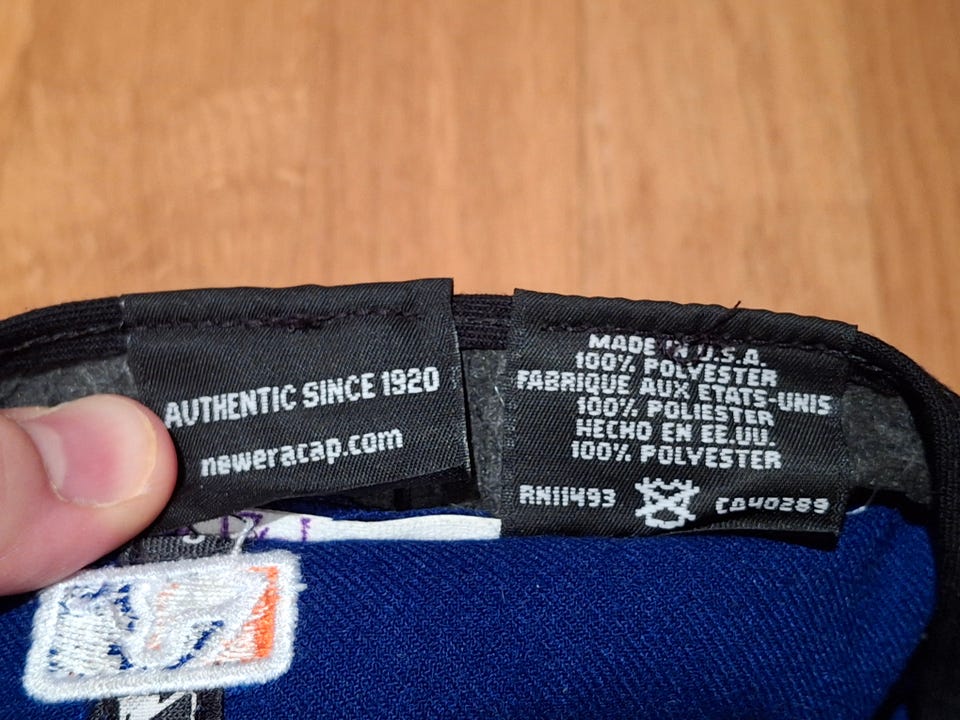 AUTHENTIC SINCE 1920
neweracap.com
MADE IN U.S.A.
100% POLYESTER
FABRIQUE AUX ETATS-UNIS
100% POLIESTER
HECHO EN EE.UU.
100% POLYESTER
RN11493 CA40289